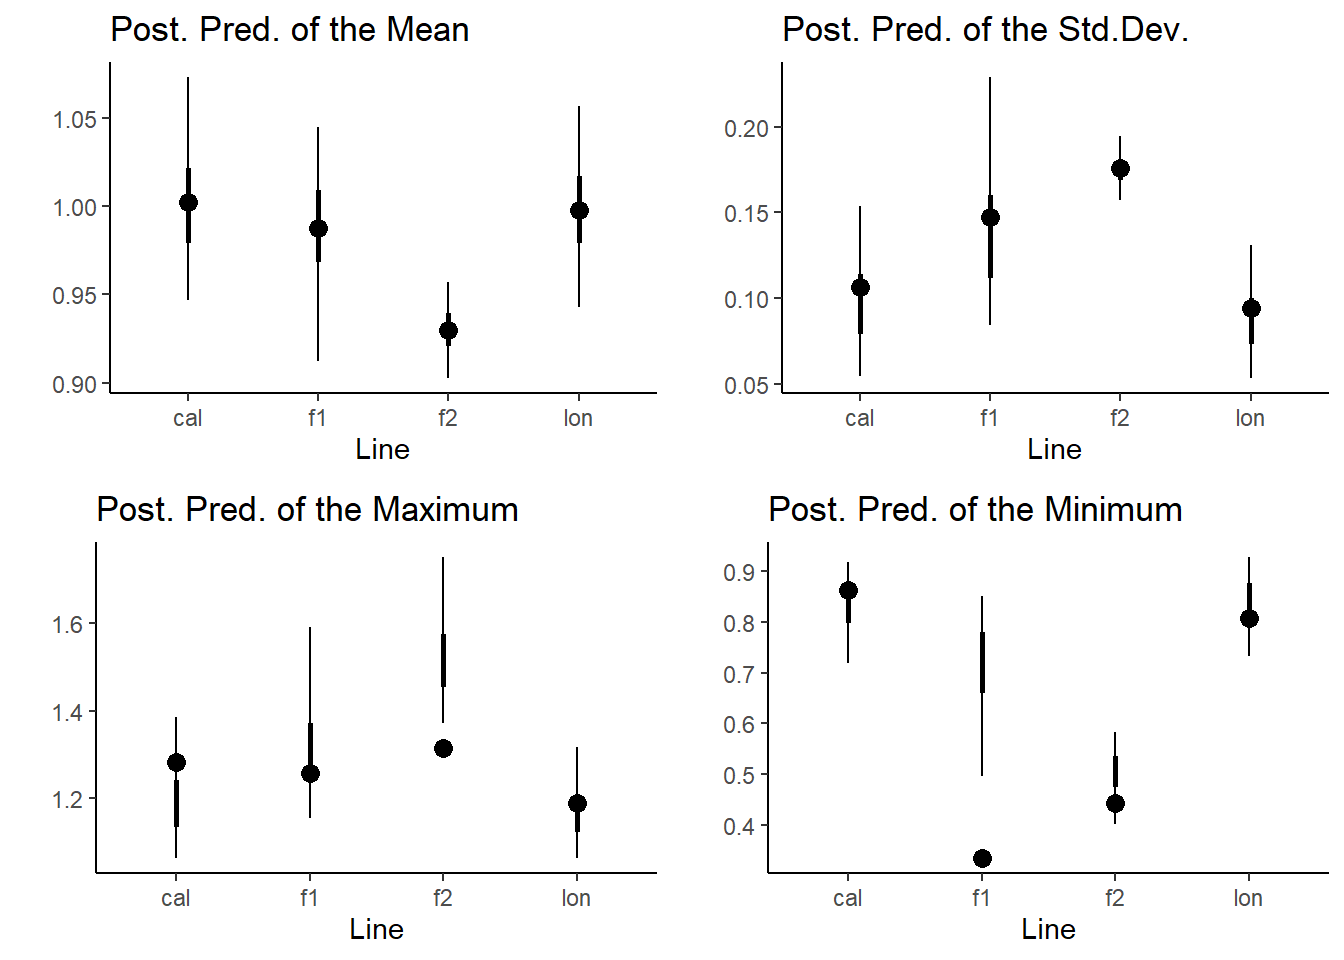 Post. Pred. of the Mean
1.05
1.00
0.95
0.90
cal f1 f2 lon
Line
Post. Pred. of the Std.Dev.
0.20
0.15
0.10
0.05
cal f1 f2 lon
Line
Post. Pred. of the Maximum
1.6
1.4
1.2
cal f1 f2 lon
Line
Post. Pred. of the Minimum
0.9
0.8
0.7
0.6
0.5
0.4
cal f1 f2 lon
Line